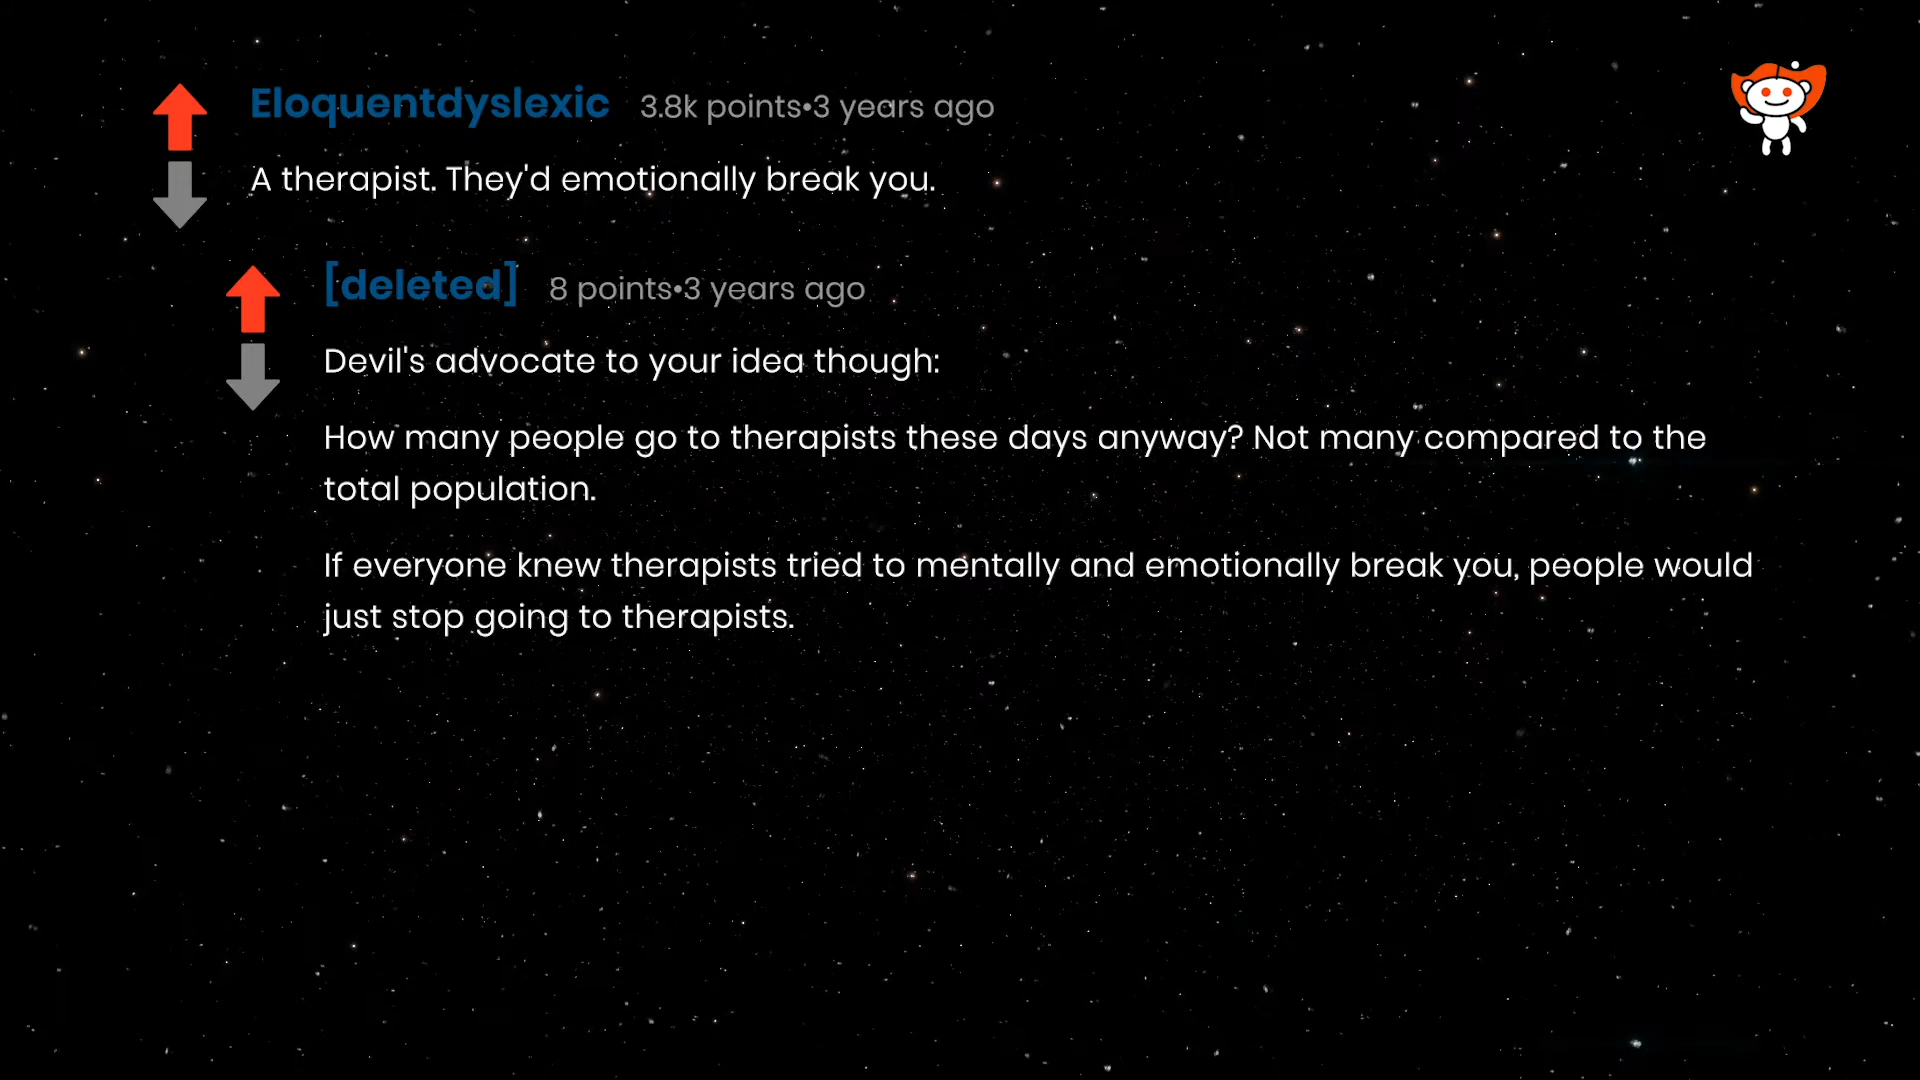 Eloquentdyslexic 3.8k points•3 years ago
A therapist. They'd emotionally break you.
[deleted] 8 points•3 years ago
Devil's advocate to your idea though:
How many people go to therapists these days anyway? Not many compared to the
total population.
If everyone knew therapists tried to mentally and emotionally break you, people would
just stop going to therapists.